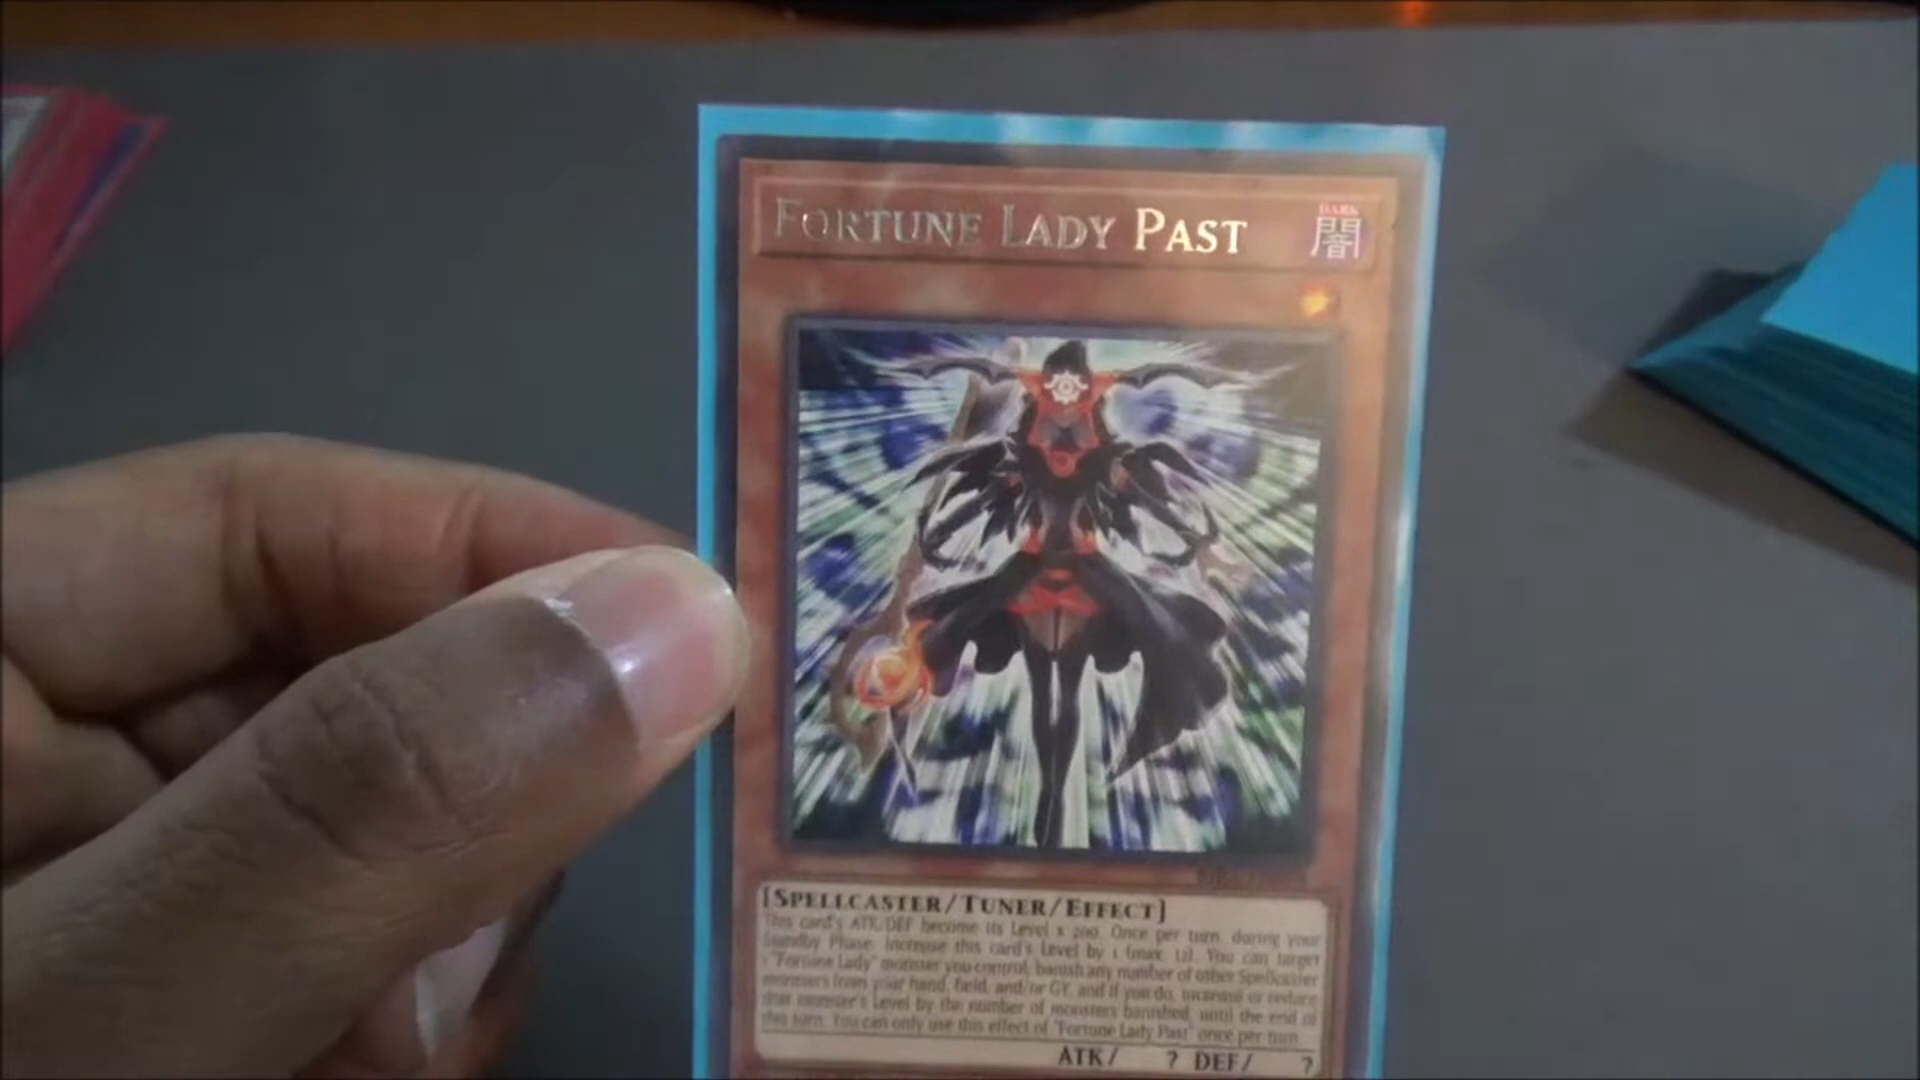 FORTUNE LADY PAST
DARK
闇
[SPELLCASTER/TUNER/EFFECT]
This card's ATK/DEF become its Level x 200. Once per turn, during your
Standby Phase: Increase this card's Level by 1 (max. 12). You can target
1 "Fortune Lady" monster you control; banish any number of other Spellcaster
monsters from your hand, field, and/or GY, and if you do, increase or reduce
that monster's Level by the number of monsters banished, until the end of
this turn. You can only use this effect of "Fortune Lady Past" once per turn.
ATK/ ? DEF/ ?